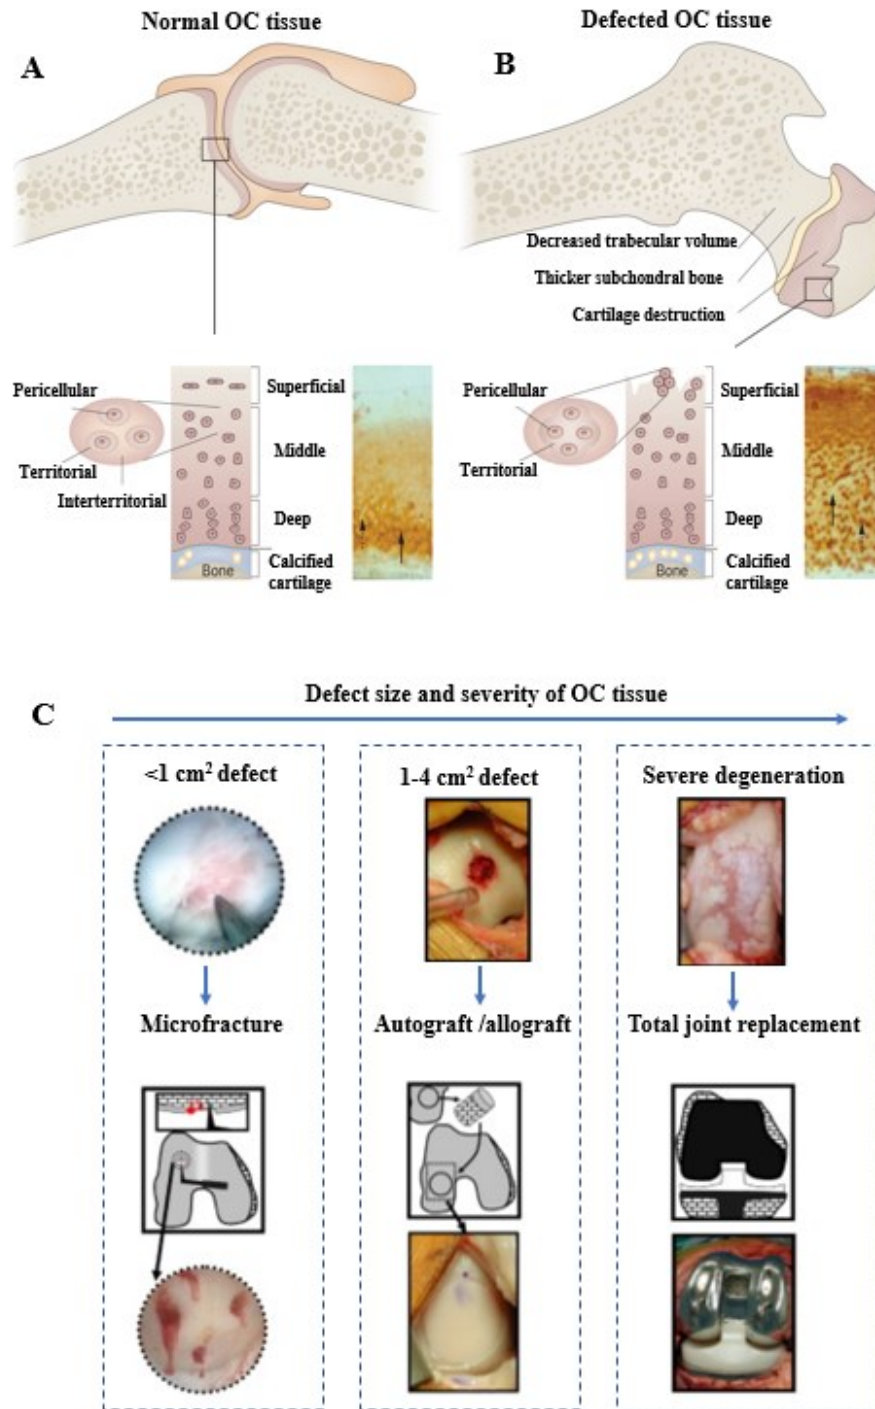 Normal OC tissue
Defected OC tissue
A
B
Decreased trabecular volume
Thicker subchondral bone
Cartilage destruction
Pericellular
Territorial
Interterritorial
Superficial
Middle
Deep
Calcified
cartilage
Bone
Pericellular
Territorial
Superficial
Middle
Deep
Calcified
cartilage
Bone
C
Defect size and severity of OC tissue
<1 cm² defect
1-4 cm² defect
Severe degeneration
Microfracture
Autograft /allograft
Total joint replacement